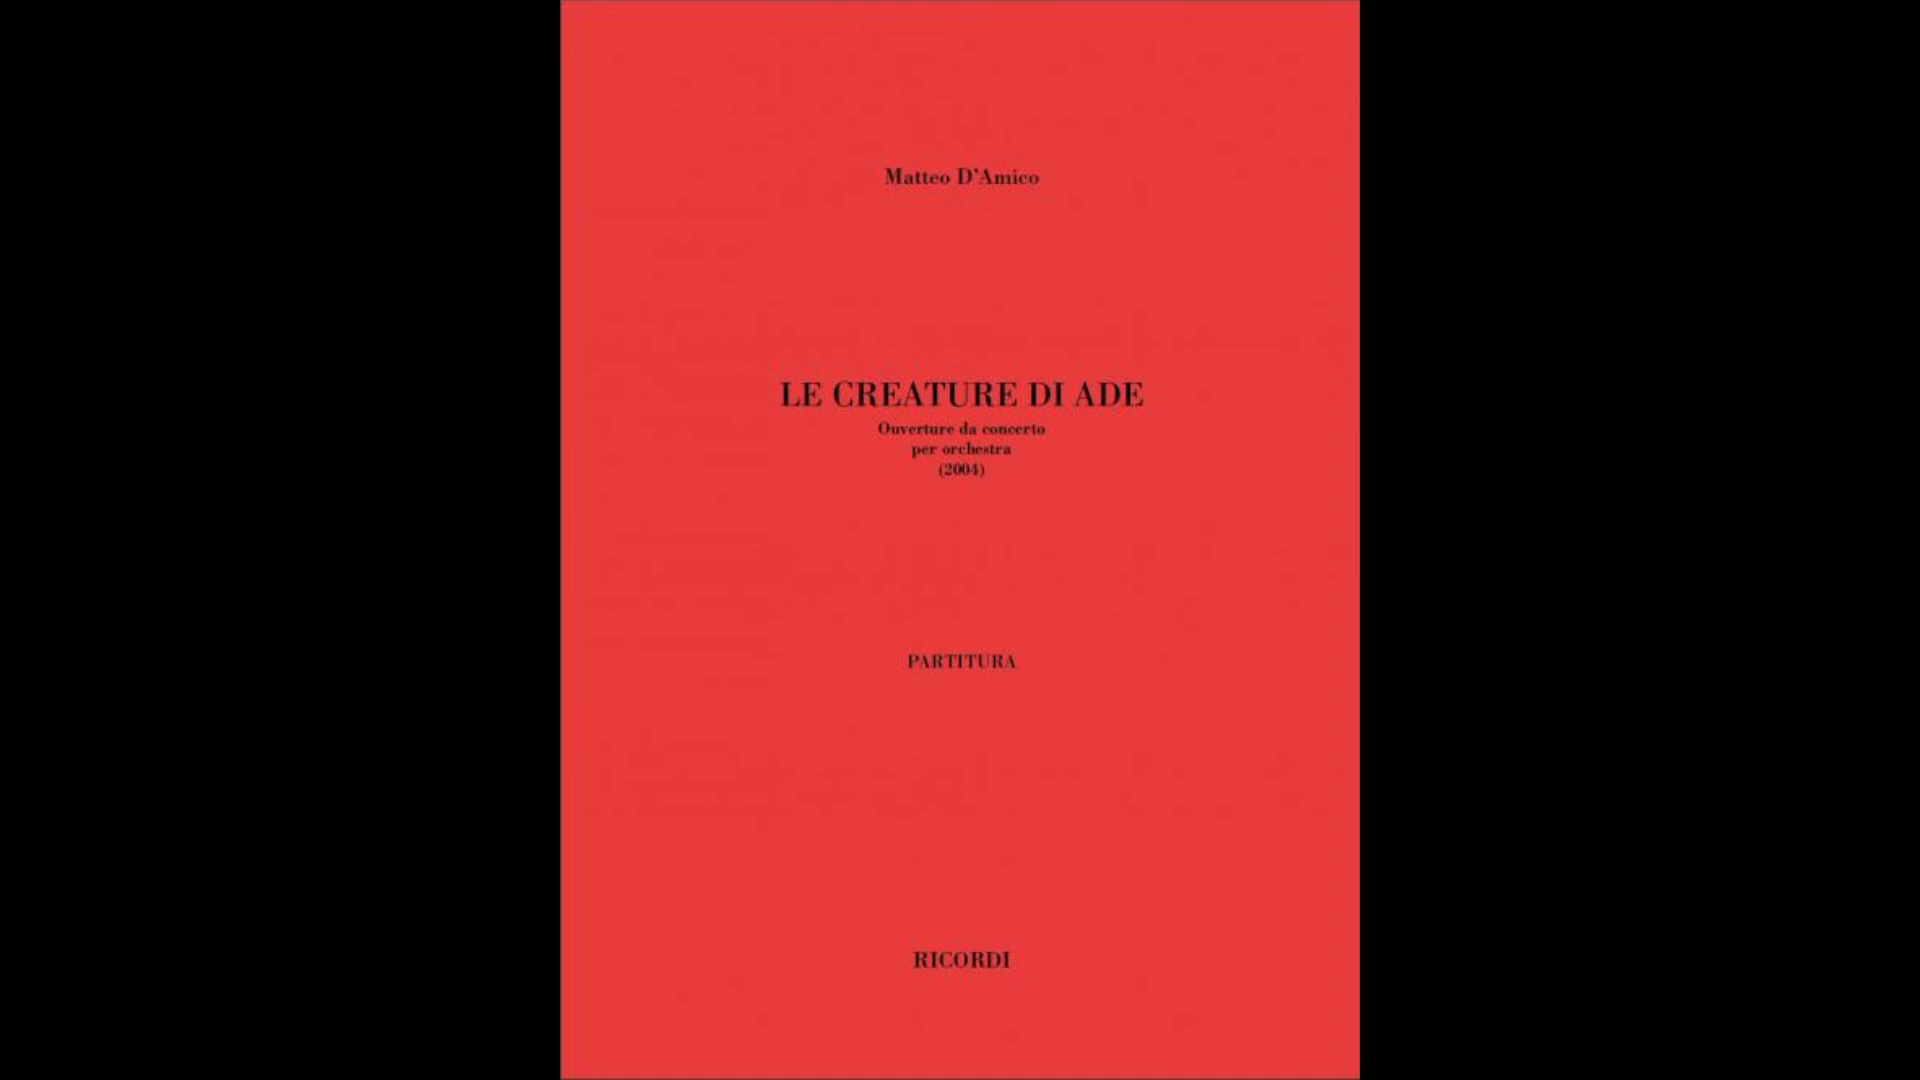 Matteo D'Amico
LE CREATURE DI ADE
Ouverture da concerto
per orchestra
(2004)
PARTITURA
RICORDI